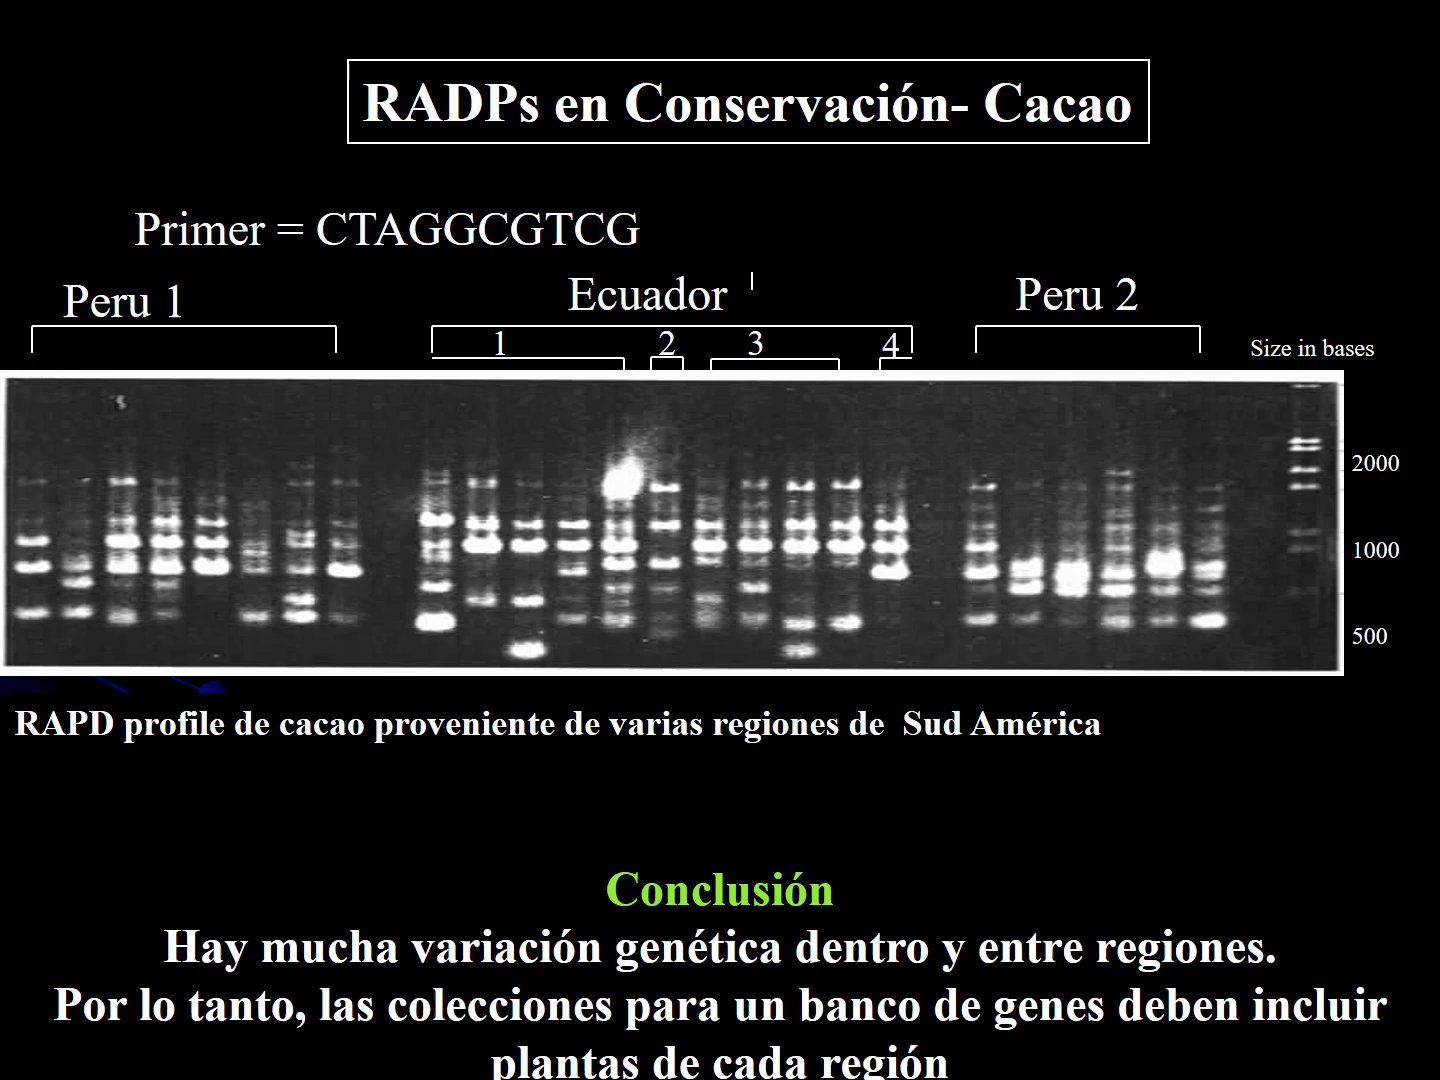 RADPs en Conservación- Cacao
Primer = CTAGGCGTCG
Peru 1
Ecuador
Peru 2
1
2
3
4
Size in bases
2000
1000
500
RAPD profile de cacao proveniente de varias regiones de  Sud América
Conclusión
Hay mucha variación genética dentro y entre regiones.
Por lo tanto, las colecciones para un banco de genes deben incluir
plantas de cada región